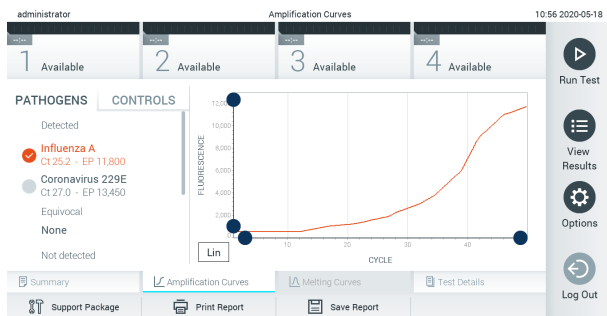 administrator
Amplification Curves
10:56 2020-05-18
--:--
1 Available
--:--
2 Available
--:--
3 Available
--:--
4 Available
Run Test
View
Results
Options
Log Out
PATHOGENS
CONTROLS
Detected
Influenza A
Ct 25.2 - EP 11,800
Coronavirus 229E
Ct 27.0 - EP 13,450
Equivocal
None
Not detected
FLUORESCENCE
12,000
10,000
8,000
6,000
4,000
2,000
0
10
20
30
40
CYCLE
Lin
Summary
Amplification Curves
Melting Curves
Test Details
Support Package
Print Report
Save Report